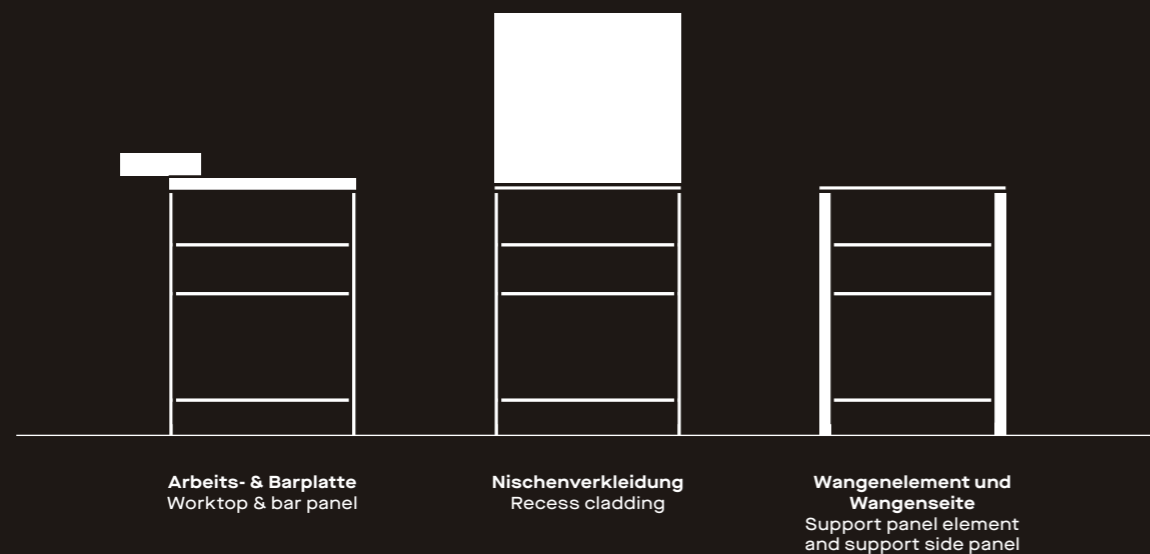 Arbeits- & Barplatte
Worktop & bar panel
Nischenverkleidung
Recess cladding
Wangenelement und
Wangenseite
Support panel element
and support side panel